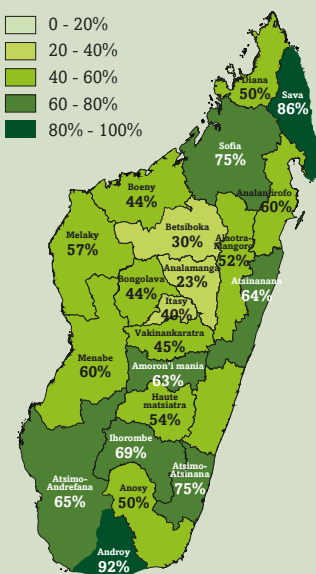 0 - 20%
20 - 40%
40 - 60%
60 - 80%
80% - 100%
Diana
50%
Sava
86%
Sofia
75%
Analanjirofo
60%
Boeny
44%
Betsiboka
30%
Melaky
57%
Alaotra-
Mangoro
52%
Analamanga
23%
Bongolava
44%
Atsinanana
64%
Itasy
40%
Vakinankaratra
45%
Menabe
60%
Amoron'i mania
63%
Haute
matsiatra
54%
Ihorombe
69%
Atsimo-
Andrefana
65%
Atsimo-
Atsinana
75%
Anosy
50%
Androy
92%